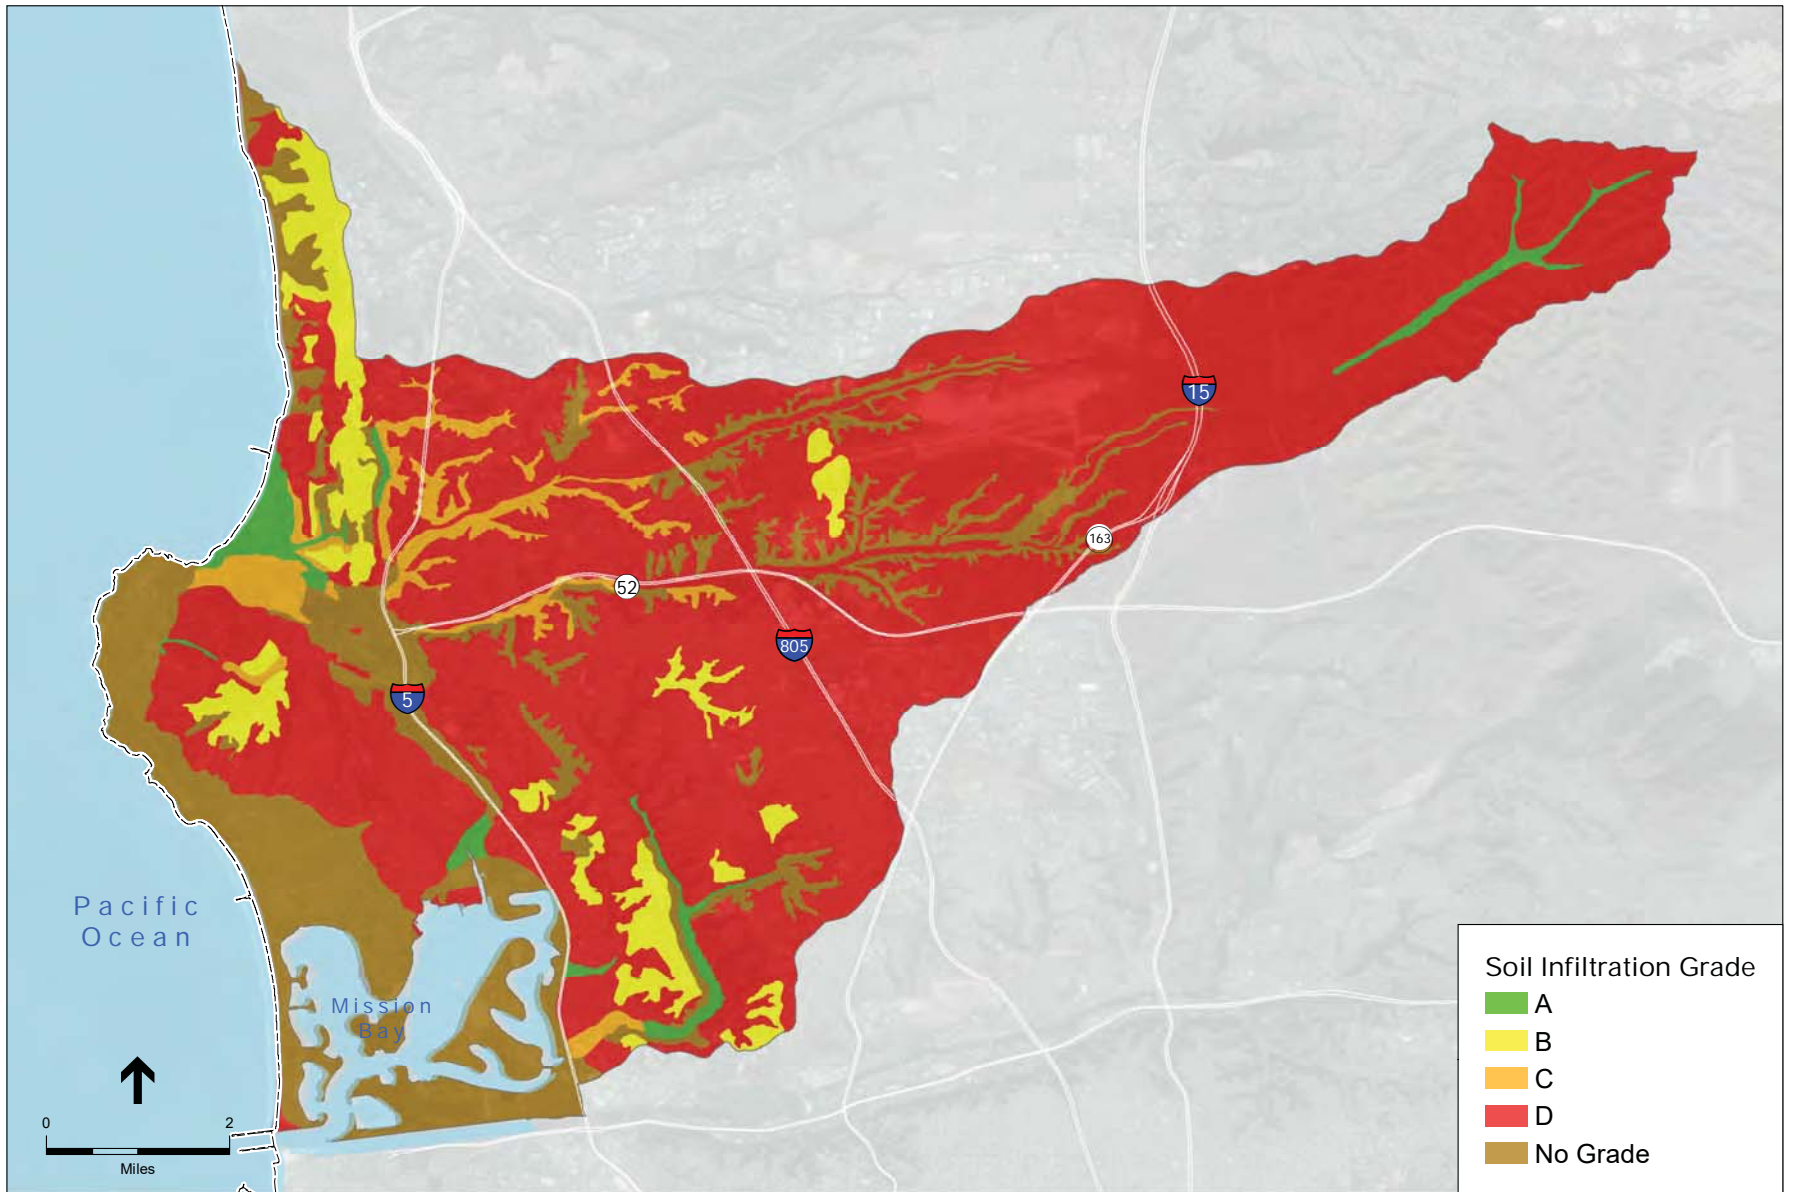 15
163
52
805
5
Pacific
Ocean
Mission
Bay
0 2
Miles
Soil Infiltration Grade
A
B
C
D
No Grade